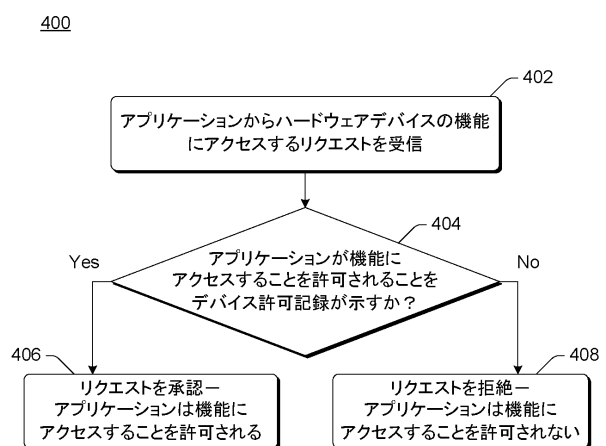 400
402
アプリケーションからハードウェアデバイスの機能
にアクセスするリクエストを受信
404
アプリケーションが機能に
アクセスすることを許可されることを
デバイス許可記録が示すか？
Yes
No
406
リクエストを承認－
アプリケーションは機能に
アクセスすることを許可される
408
リクエストを拒絶－
アプリケーションは機能に
アクセスすることを許可されない